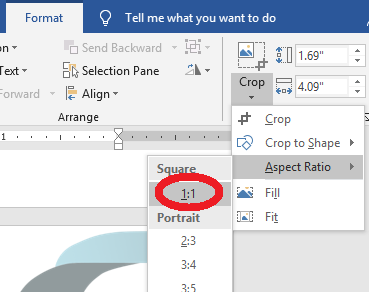 Format Tell me what you want to do
Send Backward 1.69"
Text Selection Pane
Forward Align Crop 4.09"
Arrange
Crop
1 Crop to Shape
Square Aspect Ratio
1:1 Fill
Portrait Fit
2:3
3:4
3:5